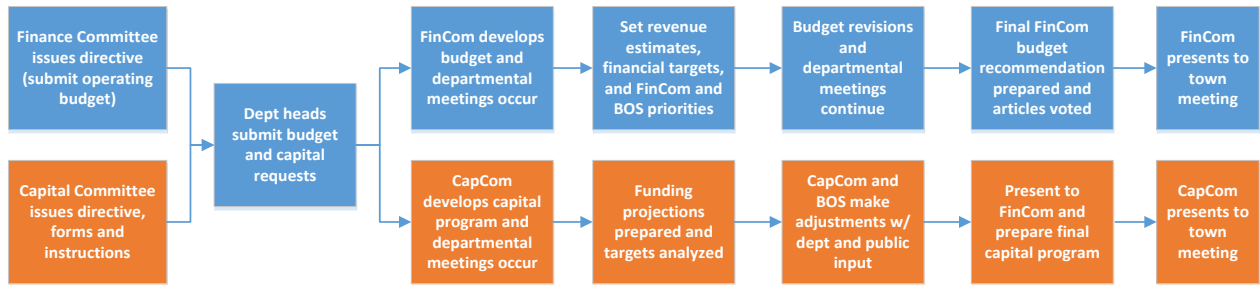 Finance Committee
issues directive
(submit operating
budget)
Capital Committee
issues directive,
forms and
instructions
Dept heads
submit budget
and capital
requests
FinCom develops
budget and
departmental
meetings occur
Set revenue
estimates,
financial targets,
and FinCom and
BOS priorities
Budget revisions
and
departmental
meetings
continue
Final FinCom
budget
recommendation
prepared and
articles voted
FinCom
presents to
town
meeting
CapCom
develops capital
program and
departmental
meetings occur
Funding
projections
prepared and
targets analyzed
CapCom and
BOS make
adjustments w/
dept and public
input
Present to
FinCom and
prepare final
capital program
CapCom
presents to
town
meeting